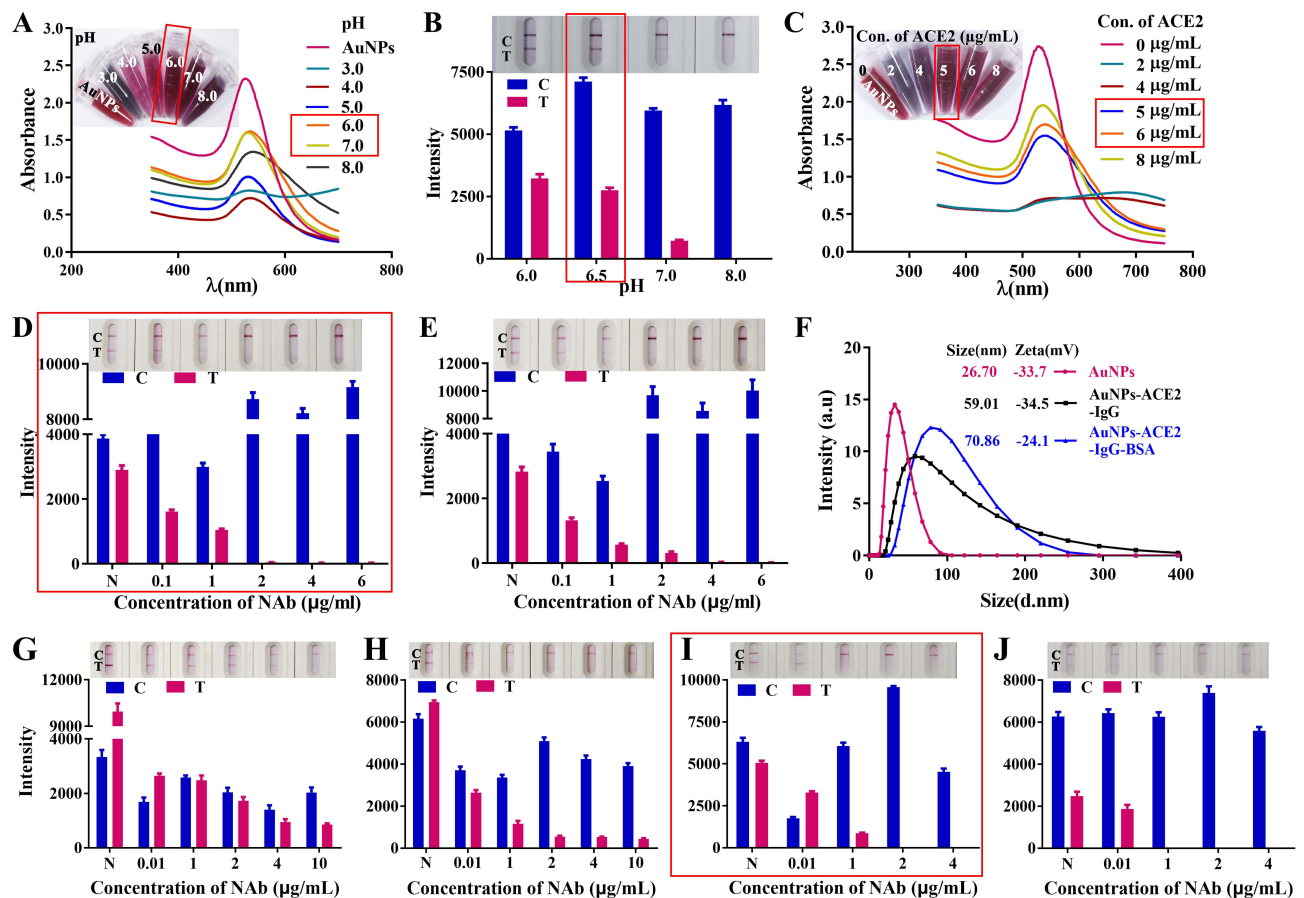 A
pH
AuNPs
3.0
4.0
5.0
6.0
7.0
8.0
pH
AuNPs
3.0
4.0
5.0
6.0
7.0
8.0
Absorbance
3.0
2.5
2.0
1.5
1.0
0.5
0.0
200 400 600 800
λ(nm)
B
C
T
C
T
Intensity
7500
5000
2500
0
6.0 6.5 7.0 8.0
pH
C
Con. of ACE2 (μg/mL)
0 2 4 5 6 8
AuNPs
Con. of ACE2
0 μg/mL
2 μg/mL
4 μg/mL
5 μg/mL
6 μg/mL
8 μg/mL
Absorbance
3.0
2.5
2.0
1.5
1.0
0.5
0.0
300 400 500 600 700 800
λ(nm)
D
C
T
C T
Intensity
10000
8000
4000
2000
0
N 0.1 1 2 4 6
Concentration of NAb (μg/ml)
E
C
T
C T
Intensity
12000
10000
8000
4000
2000
0
N 0.1 1 2 4 6
Concentration of NAb (μg/ml)
F
Size(nm) Zeta(mV)
26.70 -33.7 AuNPs
59.01 -34.5 AuNPs-ACE2
-IgG
70.86 -24.1 AuNPs-ACE2
-IgG-BSA
Intensity (a.u)
20
15
10
5
0
0 100 200 300 400
Size(d.nm)
G
C
T
C T
Intensity
12000
9000
4000
2000
0
N 0.01 1 2 4 10
Concentration of NAb (μg/mL)
H
C
T
C T
8000
6000
4000
2000
0
N 0.01 1 2 4 10
Concentration of NAb (μg/mL)
I
C
T
C T
10000
7500
5000
2500
0
N 0.01 1 2 4
Concentration of NAb (μg/mL)
J
C
T
C T
8000
6000
4000
2000
0
N 0.01 1 2 4
Concentration of NAb (μg/mL)